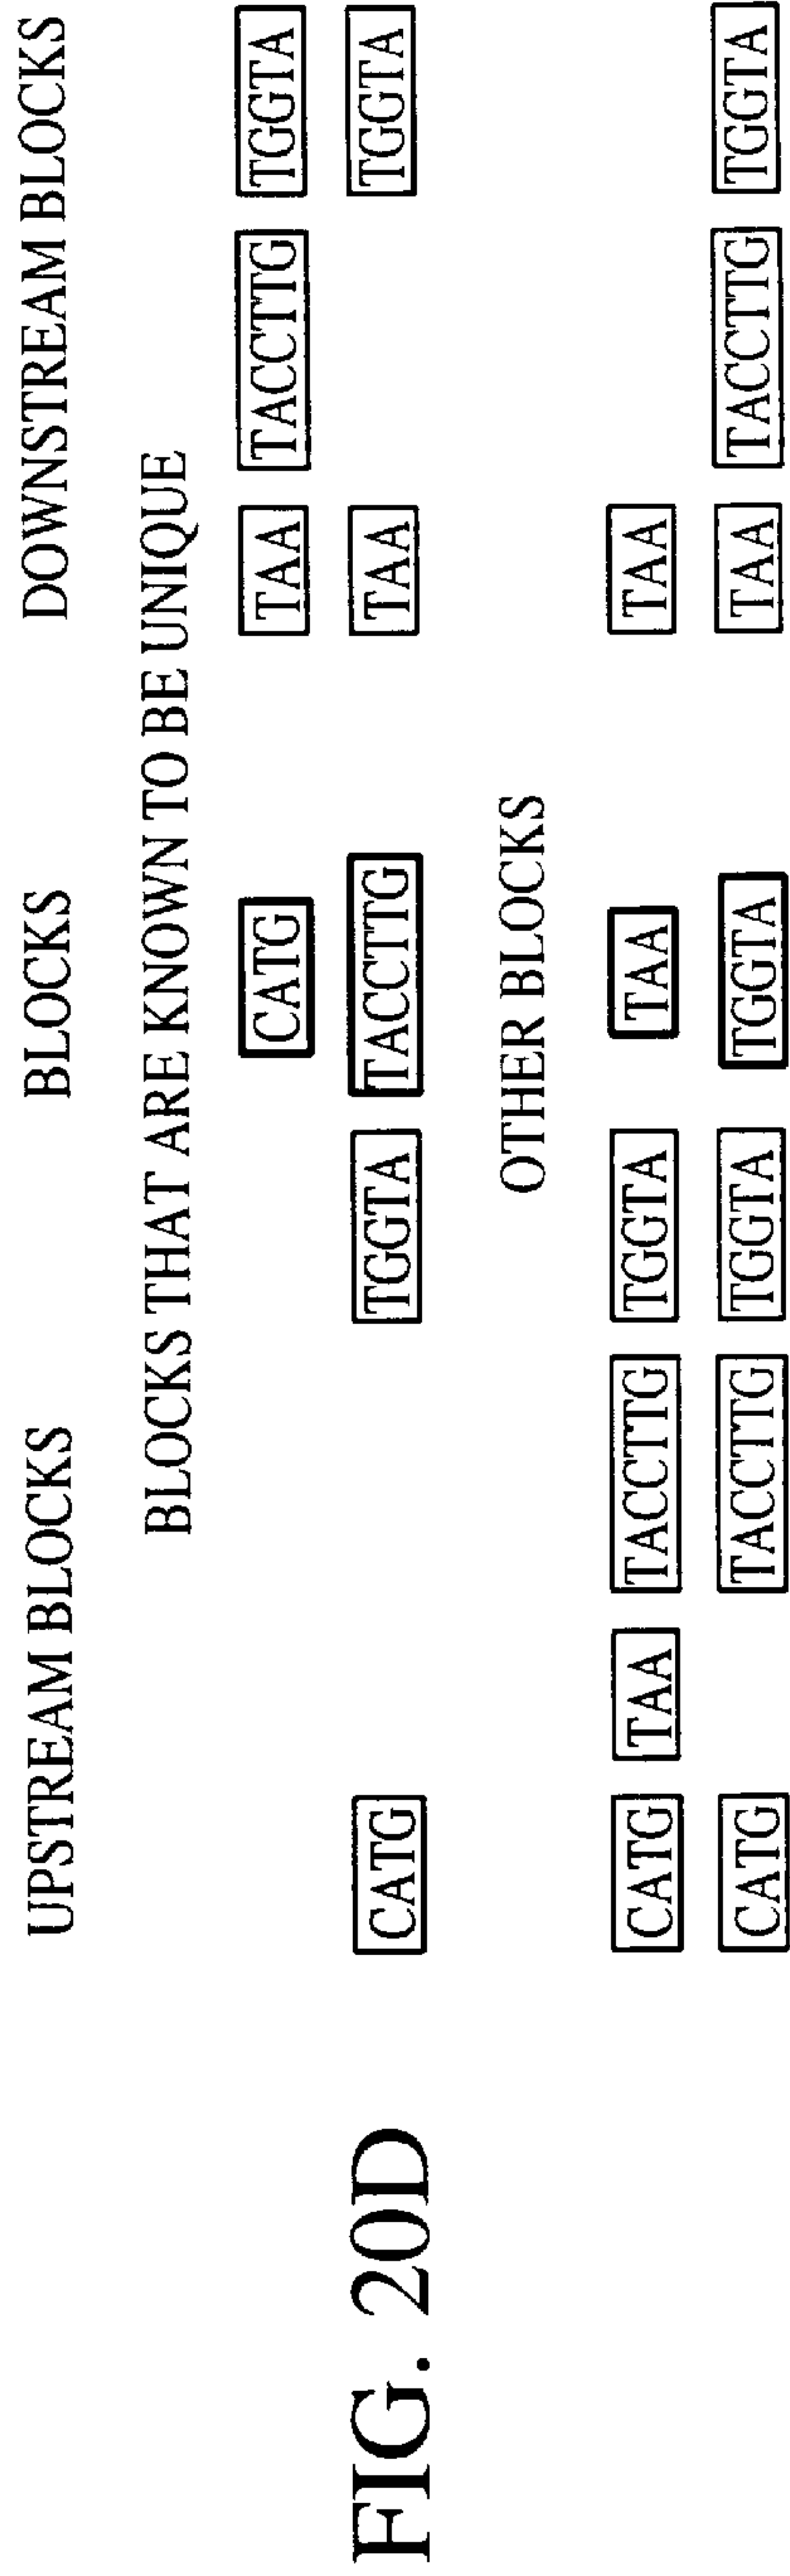 UPSTREAM BLOCKS BLOCKS DOWNSTREAM BLOCKS
BLOCKS THAT ARE KNOWN TO BE UNIQUE
CATG TAA TACCTTG TGGTA
CATG TGGTA TACCTTG TAA TGGTA
OTHER BLOCKS
CATG TAA TACCTTG TGGTA TAA TAA
CATG TACCTTG TGGTA TGGTA TAA TACCTTG TGGTA
FIG. 20D